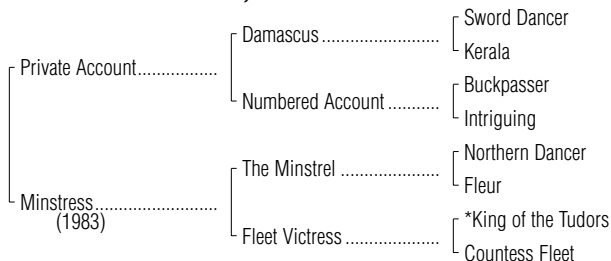 Sword Dancer
Damascus ........................................
Kerala
Private Account.................
Buckpasser
Numbered Account ...........
Intriguing
Northern Dancer
The Minstrel ......................
Fleur
Minstress..........................
(1983)
*King of the Tudors
Fleet Victress .....................
Countess Fleet